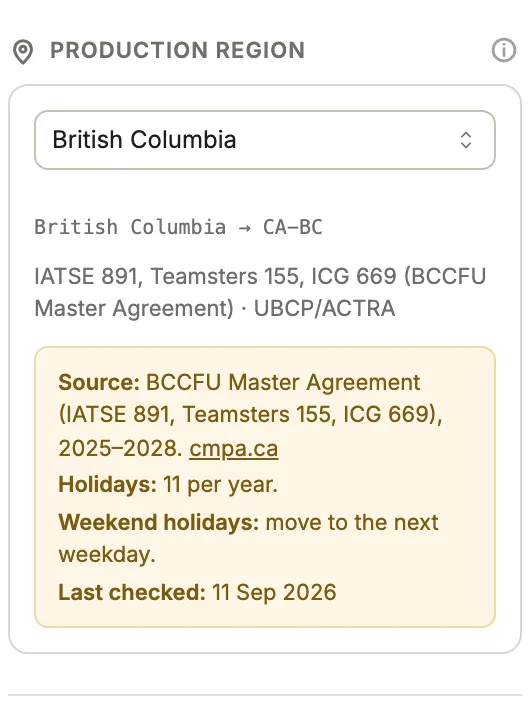 PRODUCTION REGION
British Columbia
British Columbia → CA-BC
IATSE 891, Teamsters 155, ICG 669 (BCCFU
Master Agreement) · UBCP/ACTRA
Source: BCCFU Master Agreement
(IATSE 891, Teamsters 155, ICG 669),
2025–2028. cmpa.ca
Holidays: 11 per year.
Weekend holidays: move to the next
weekday.
Last checked: 11 Sep 2026